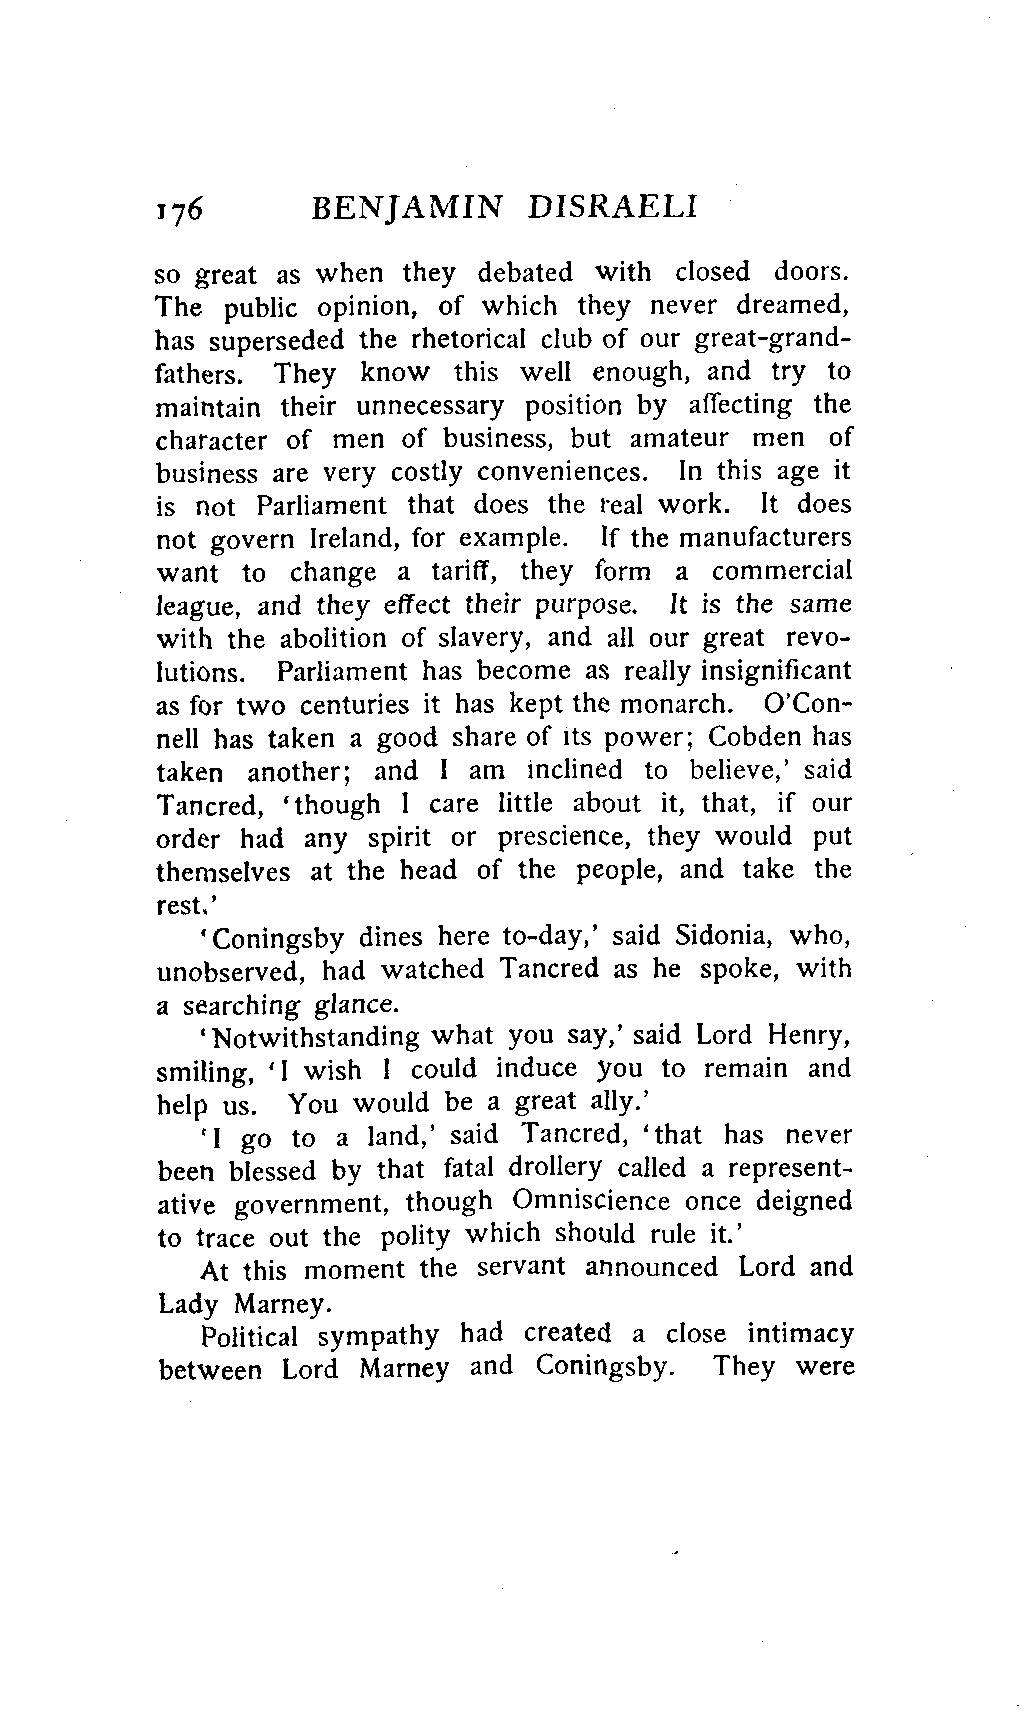 176 BENJAMIN DISRAELI
so great as when they debated with closed doors.
The public opinion, of which they never dreamed,
has superseded the rhetorical club of our great-grand-
fathers. They know this well enough, and try to
maintain their unnecessary position by affecting the
character of men of business, but amateur men of
business are very costly conveniences. In this age it
is not Parliament that does the real work. It does
not govern Ireland, for example. If the manufacturers
want to change a tariff, they form a commercial
league, and they effect their purpose. It is the same
with the abolition of slavery, and all our great revo-
lutions. Parliament has become as really insignificant
as for two centuries it has kept the monarch. O'Con-
nell has taken a good share of its power; Cobden has
taken another; and I am inclined to believe,' said
Tancred, 'though I care little about it, that, if our
order had any spirit or prescience, they would put
themselves at the head of the people, and take the
rest.'
'Coningsby dines here to-day,' said Sidonia, who,
unobserved, had watched Tancred as he spoke, with
a searching glance.
'Notwithstanding what you say,' said Lord Henry,
smiling, 'I wish I could induce you to remain and
help us. You would be a great ally.'
'I go to a land,' said Tancred, 'that has never
been blessed by that fatal drollery called a represent-
ative government, though Omniscience once deigned
to trace out the polity which should rule it.'
At this moment the servant announced Lord and
Lady Marney.
Political sympathy had created a close intimacy
between Lord Marney and Coningsby. They were